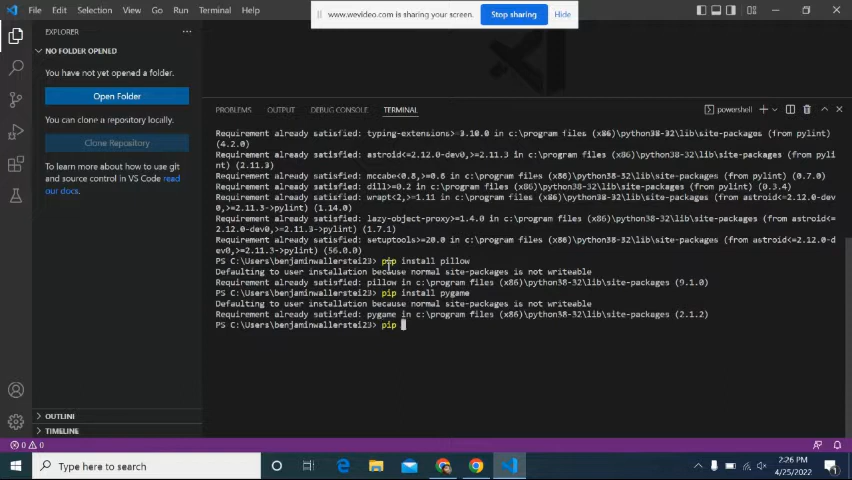 File Edit Selection View Go Run Terminal Help
www.wevideo.com is sharing your screen. Stop sharing Hide
EXPLORER
NO FOLDER OPENED
You have not yet opened a folder.
Open Folder
You can clone a repository locally.
Clone Repository
To learn more about how to use git
and source control in VS Code read
our docs.
OUTLINE
TIMELINE
PROBLEMS OUTPUT DEBUG CONSOLE TERMINAL
powershell
Requirement already satisfied: typing-extensions>=3.10.0 in c:\program files (x86)\python38-32\lib\site-packages (from pylint)
(4.2.0)
Requirement already satisfied: astroid<=2.12.0-dev0,>=2.11.3 in c:\program files (x86)\python38-32\lib\site-packages (from pyli
nt) (2.11.3)
Requirement already satisfied: mccabe<0.8,>=0.6 in c:\program files (x86)\python38-32\lib\site-packages (from pylint) (0.7.0)
Requirement already satisfied: dill>=0.2 in c:\program files (x86)\python38-32\lib\site-packages (from pylint) (0.3.4)
Requirement already satisfied: wrapt<2,>=1.11 in c:\program files (x86)\python38-32\lib\site-packages (from astroid<=2.12.0-
dev0,>=2.11.3->pylint) (1.14.0)
Requirement already satisfied: lazy-object-proxy>=1.4.0 in c:\program files (x86)\python38-32\lib\site-packages (from astroid<=
2.12.0-dev0,>=2.11.3->pylint) (1.7.1)
Requirement already satisfied: setuptools>=20.0 in c:\program files (x86)\python38-32\lib\site-packages (from astroid<=2.12.0-d
ev0,>=2.11.3->pylint) (56.0.0)
PS C:\Users\benjaminwallerstei23> pip install pillow
Defaulting to user installation because normal site-packages is not writeable
Requirement already satisfied: pillow in c:\program files (x86)\python38-32\lib\site-packages (9.1.0)
PS C:\Users\benjaminwallerstei23> pip install pygame
Defaulting to user installation because normal site-packages is not writeable
Requirement already satisfied: pygame in c:\program files (x86)\python38-32\lib\site-packages (2.1.2)
PS C:\Users\benjaminwallerstei23> pip
0 0
Type here to search
2:26 PM
4/25/2022